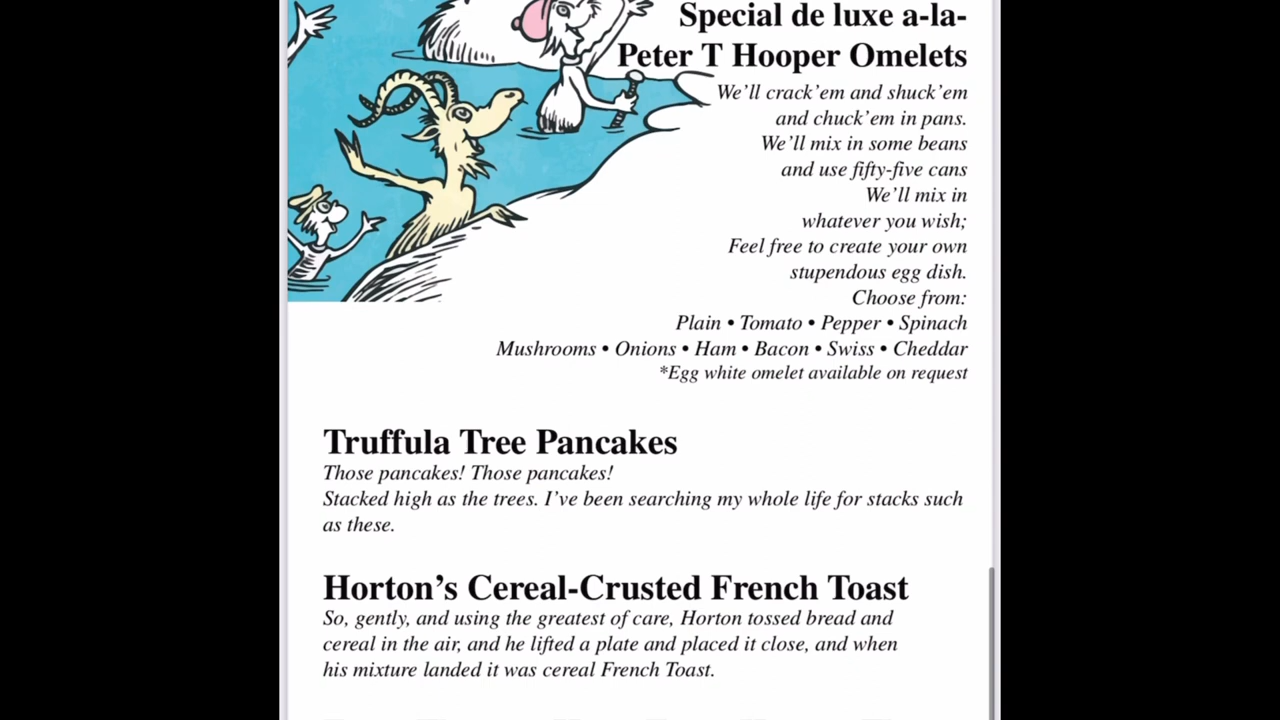 Special de luxe a-la-
Peter T Hooper Omelets
We'll crack'em and shuck'em
and chuck'em in pans.
We'll mix in some beans
and use fifty-five cans
We'll mix in
whatever you wish;
Feel free to create your own
stupendous egg dish.
Choose from:
Plain • Tomato • Pepper • Spinach
Mushrooms • Onions • Ham • Bacon • Swiss • Cheddar
*Egg white omelet available on request
Truffula Tree Pancakes
Those pancakes! Those pancakes!
Stacked high as the trees. I've been searching my whole life for stacks such
as these.
Horton's Cereal-Crusted French Toast
So, gently, and using the greatest of care, Horton tossed bread and
cereal in the air, and he lifted a plate and placed it close, and when
his mixture landed it was cereal French Toast.